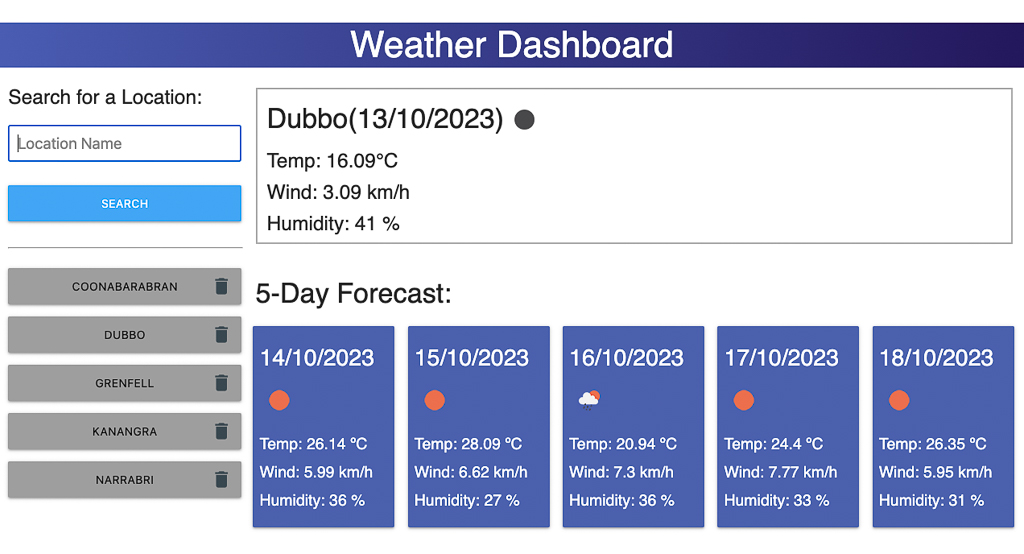 Weather Dashboard
Search for a Location:
Location Name
SEARCH
COONABARABRAN
DUBBO
GRENFELL
KANANGRA
NARRABRI
Dubbo(13/10/2023)
Temp: 16.09°C
Wind: 3.09 km/h
Humidity: 41 %
5-Day Forecast:
14/10/2023
Temp: 26.14 °C
Wind: 5.99 km/h
Humidity: 36 %
15/10/2023
Temp: 28.09 °C
Wind: 6.62 km/h
Humidity: 27 %
16/10/2023
Temp: 20.94 °C
Wind: 7.3 km/h
Humidity: 36 %
17/10/2023
Temp: 24.4 °C
Wind: 7.77 km/h
Humidity: 33 %
18/10/2023
Temp: 26.35 °C
Wind: 5.95 km/h
Humidity: 31 %